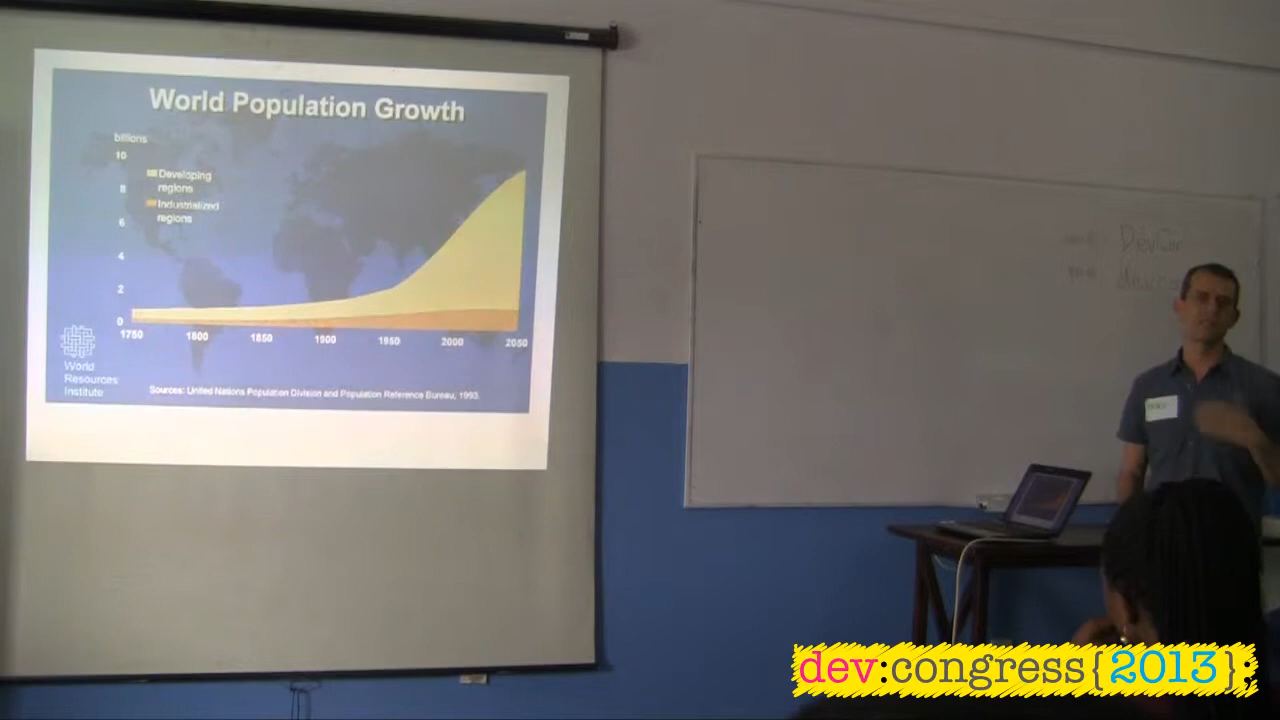 World Population Growth
billions
10
Developing
regions
8
Industrialized
regions
6
4
2
0
1750 1800 1850 1900 1950 2000 2050
World
Resources
Institute
Sources: United Nations Population Division and Population Reference Bureau, 1993.
dev:congress{2013};